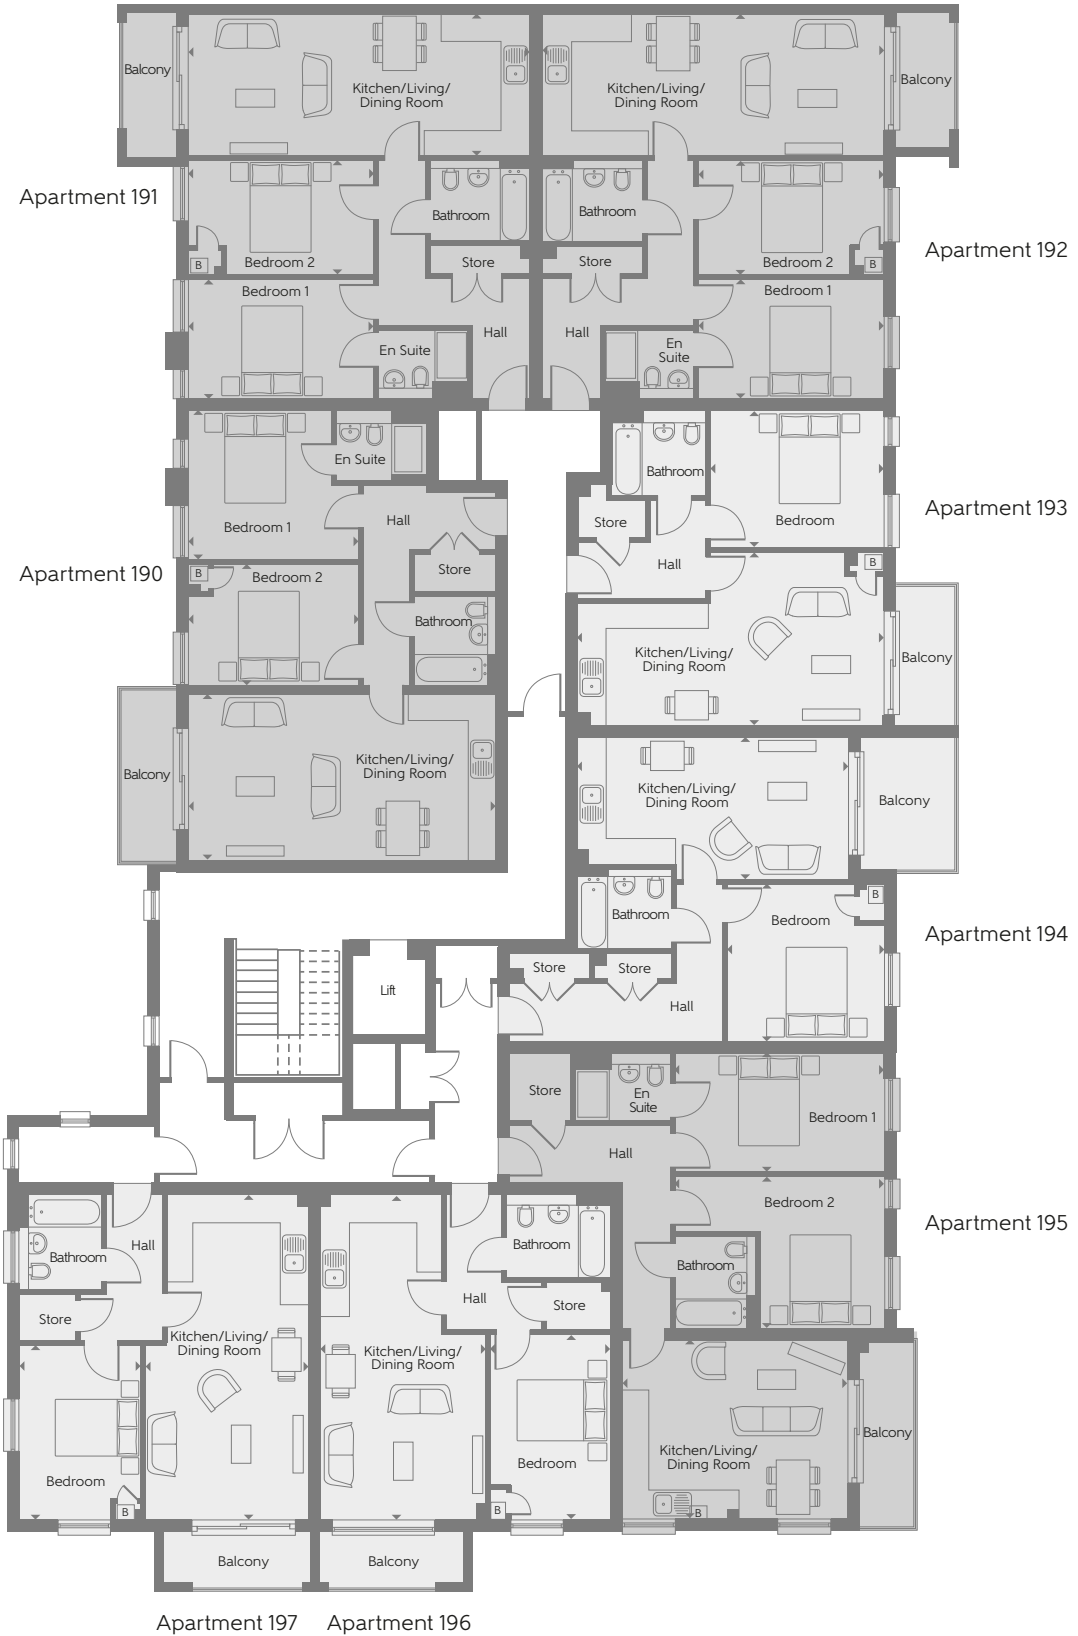 Balcony
Kitchen/Living/
Dining Room
Kitchen/Living/
Dining Room
Balcony
Apartment 191
Bathroom
Bathroom
Bedroom 2
B
Store
Store
Bedroom 2
B
Apartment 192
Bedroom 1
Bedroom 1
Hall
Hall
En Suite
En
Suite
En Suite
Bathroom
Bedroom 1
Hall
Store
Bedroom
Apartment 193
Apartment 190
B
Bedroom 2
Store
Hall
B
Bathroom
Kitchen/Living/
Dining Room
Balcony
Balcony
Kitchen/Living/
Dining Room
Kitchen/Living/
Dining Room
Balcony
Bathroom
Bedroom
B
Apartment 194
Lift
Store
Store
Hall
Store
En
Suite
Bedroom 1
Hall
Bedroom 2
Apartment 195
Bathroom
Bathroom
Hall
Bathroom
Store
Hall
Store
Kitchen/Living/
Dining Room
Kitchen/Living/
Dining Room
Bedroom
B
Bedroom
B
Kitchen/Living/
Dining Room
B
Balcony
Balcony
Balcony
Apartment 197
Apartment 196